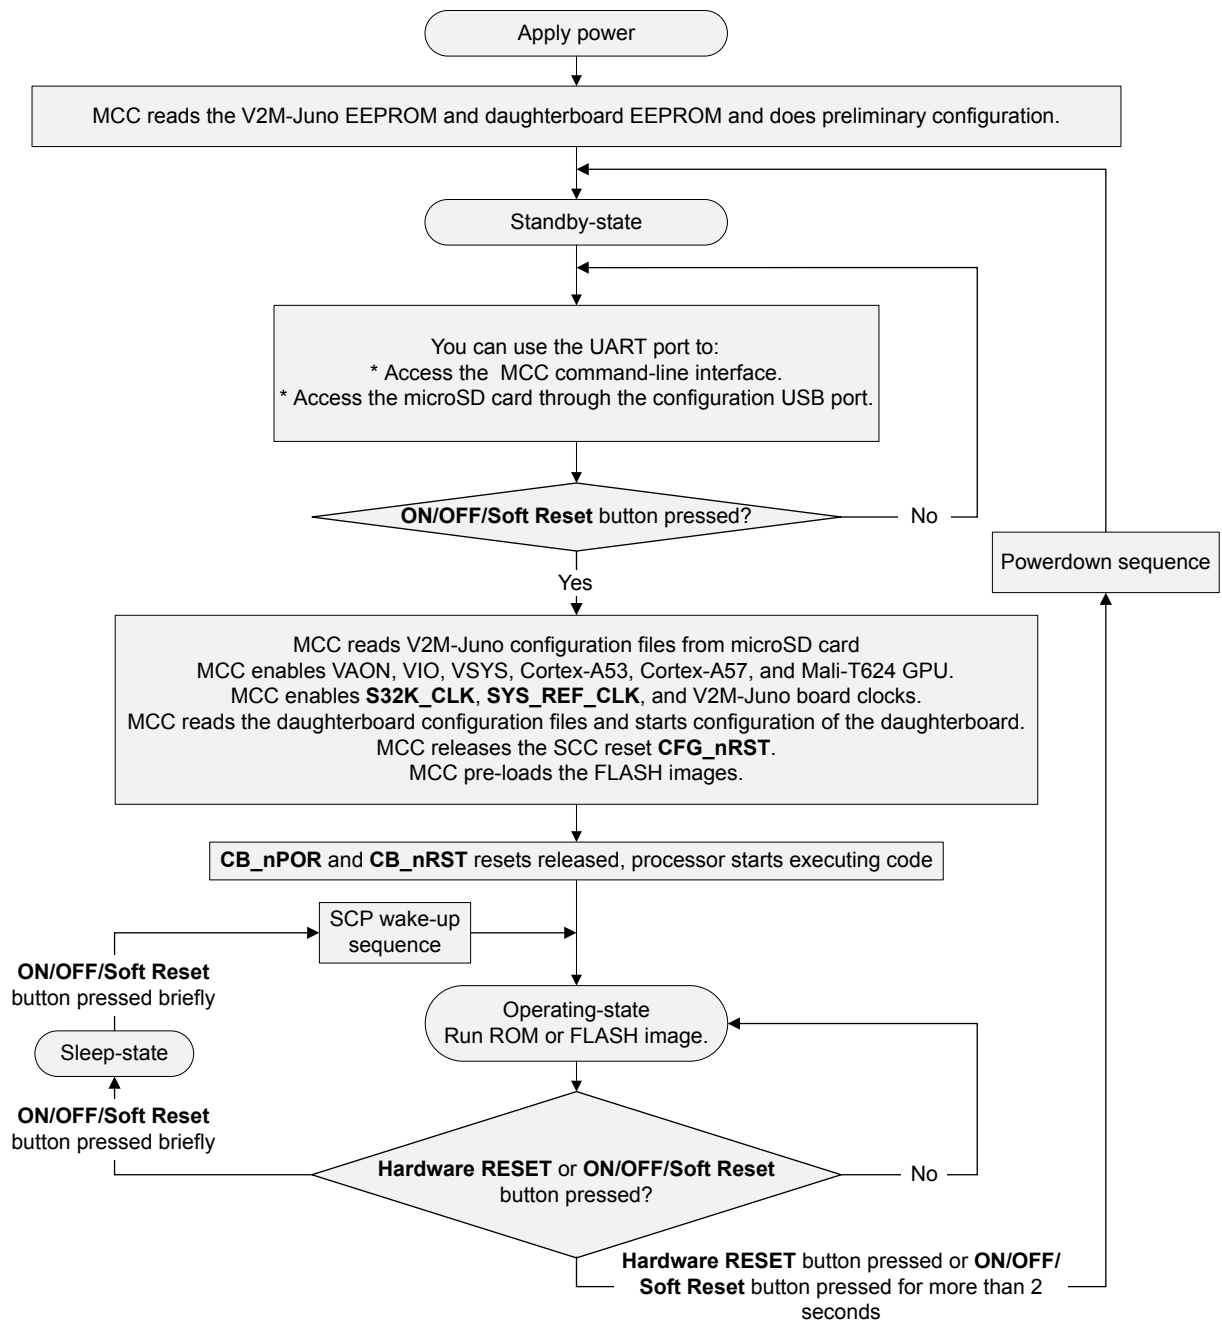 Apply power
MCC reads the V2M-Juno EEPROM and daughterboard EEPROM and does preliminary configuration.
Standby-state
You can use the UART port to:
* Access the MCC command-line interface.
* Access the microSD card through the configuration USB port.
ON/OFF/Soft Reset button pressed?
No
Powerdown sequence
Yes
MCC reads V2M-Juno configuration files from microSD card
MCC enables VAON, VIO, VSYS, Cortex-A53, Cortex-A57, and Mali-T624 GPU.
MCC enables S32K_CLK, SYS_REF_CLK, and V2M-Juno board clocks.
MCC reads the daughterboard configuration files and starts configuration of the daughterboard.
MCC releases the SCC reset CFG_nRST.
MCC pre-loads the FLASH images.
CB_nPOR and CB_nRST resets released, processor starts executing code
SCP wake-up
sequence
ON/OFF/Soft Reset
button pressed briefly
Operating-state
Run ROM or FLASH image.
Sleep-state
ON/OFF/Soft Reset
button pressed briefly
Hardware RESET or ON/OFF/Soft Reset
button pressed?
No
Hardware RESET button pressed or ON/OFF/
Soft Reset button pressed for more than 2
seconds